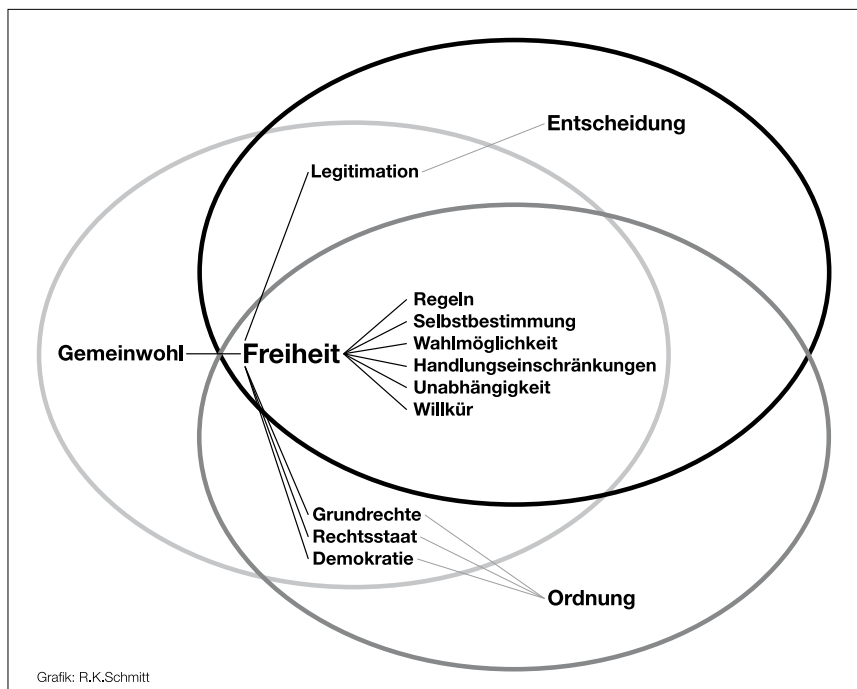 Entscheidung
Legitimation
Regeln
Selbstbestimmung
Wahlmöglichkeit
Gemeinwohl
Freiheit
Handlungseinschränkungen
Unabhängigkeit
Willkür
Grundrechte
Rechtsstaat
Demokratie
Ordnung
Grafik: R.K.Schmitt